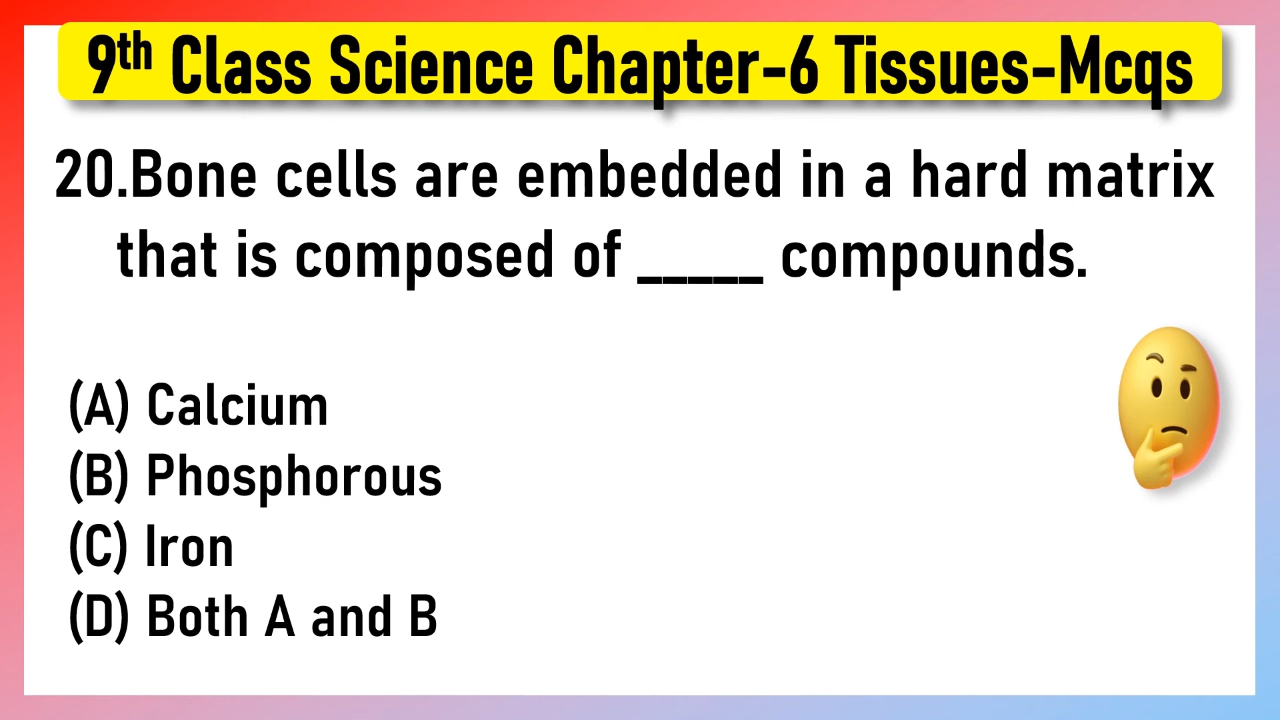 9th Class Science Chapter-6 Tissues-Mcqs
20.Bone cells are embedded in a hard matrix
that is composed of _____ compounds.
(A) Calcium
(B) Phosphorous
(C) Iron
(D) Both A and B